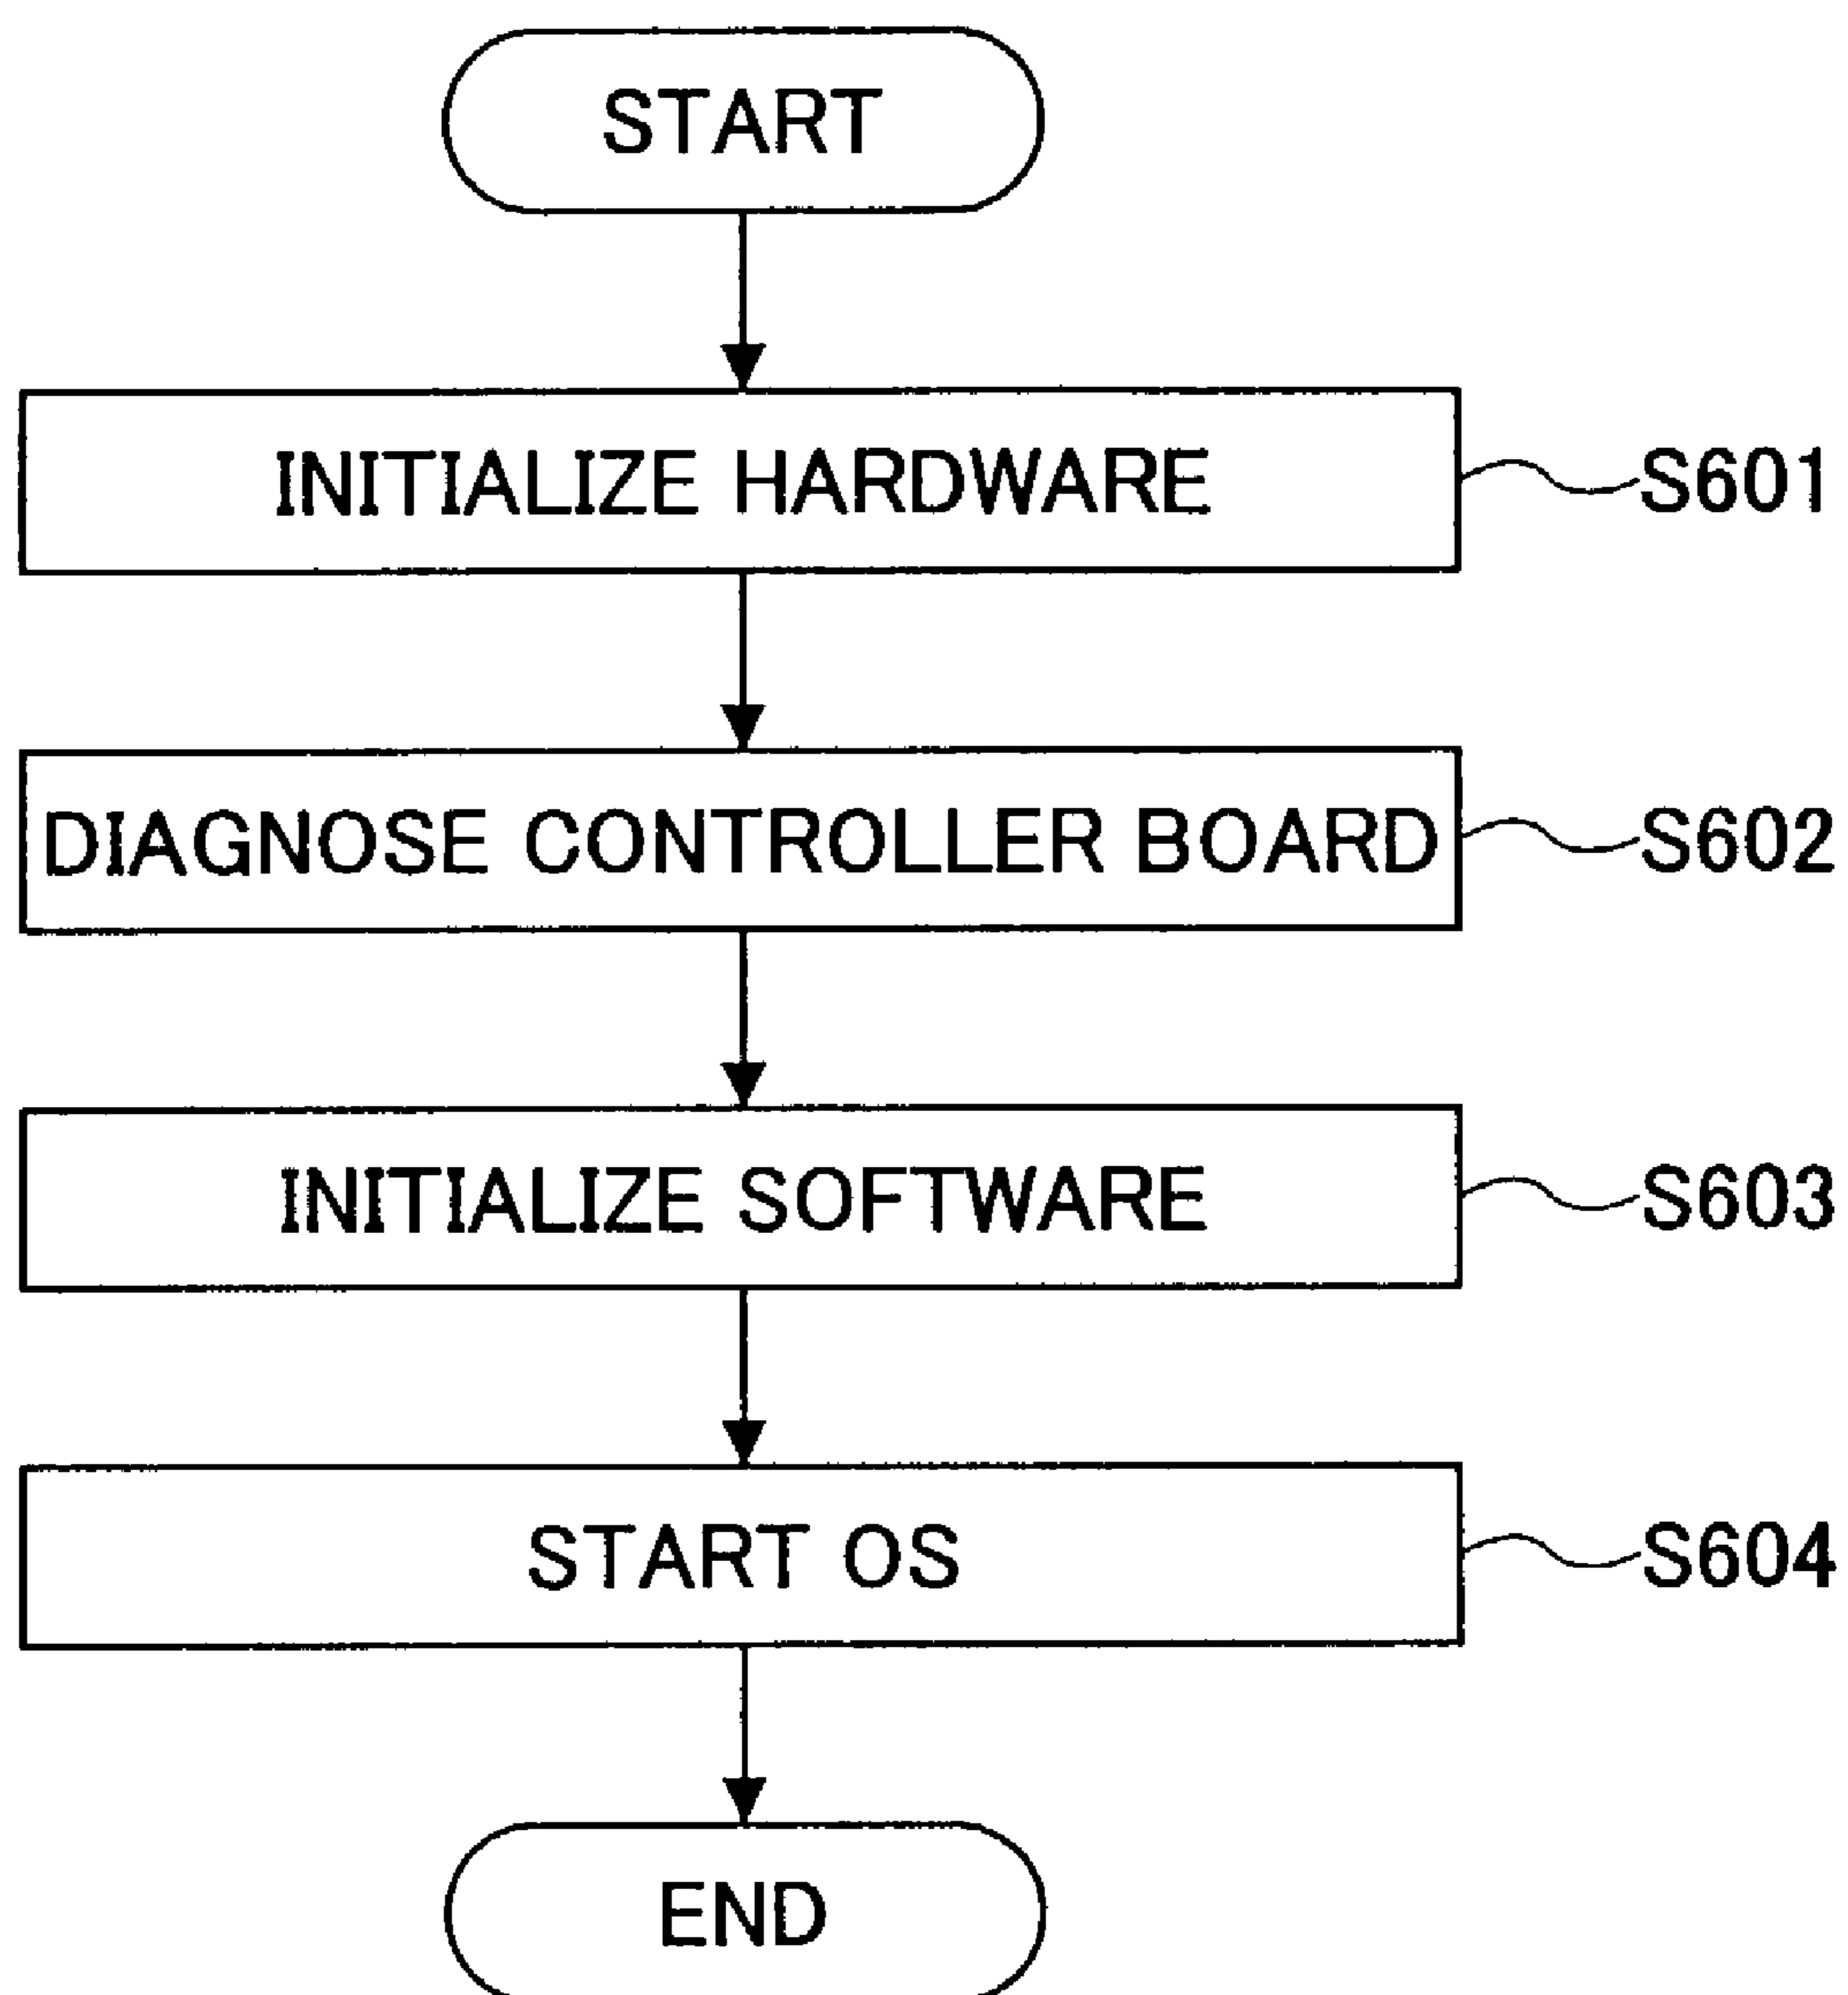 START
INITIALIZE HARDWARE S601
DIAGNOSE CONTROLLER BOARD S602
INITIALIZE SOFTWARE S603
START OS S604
END